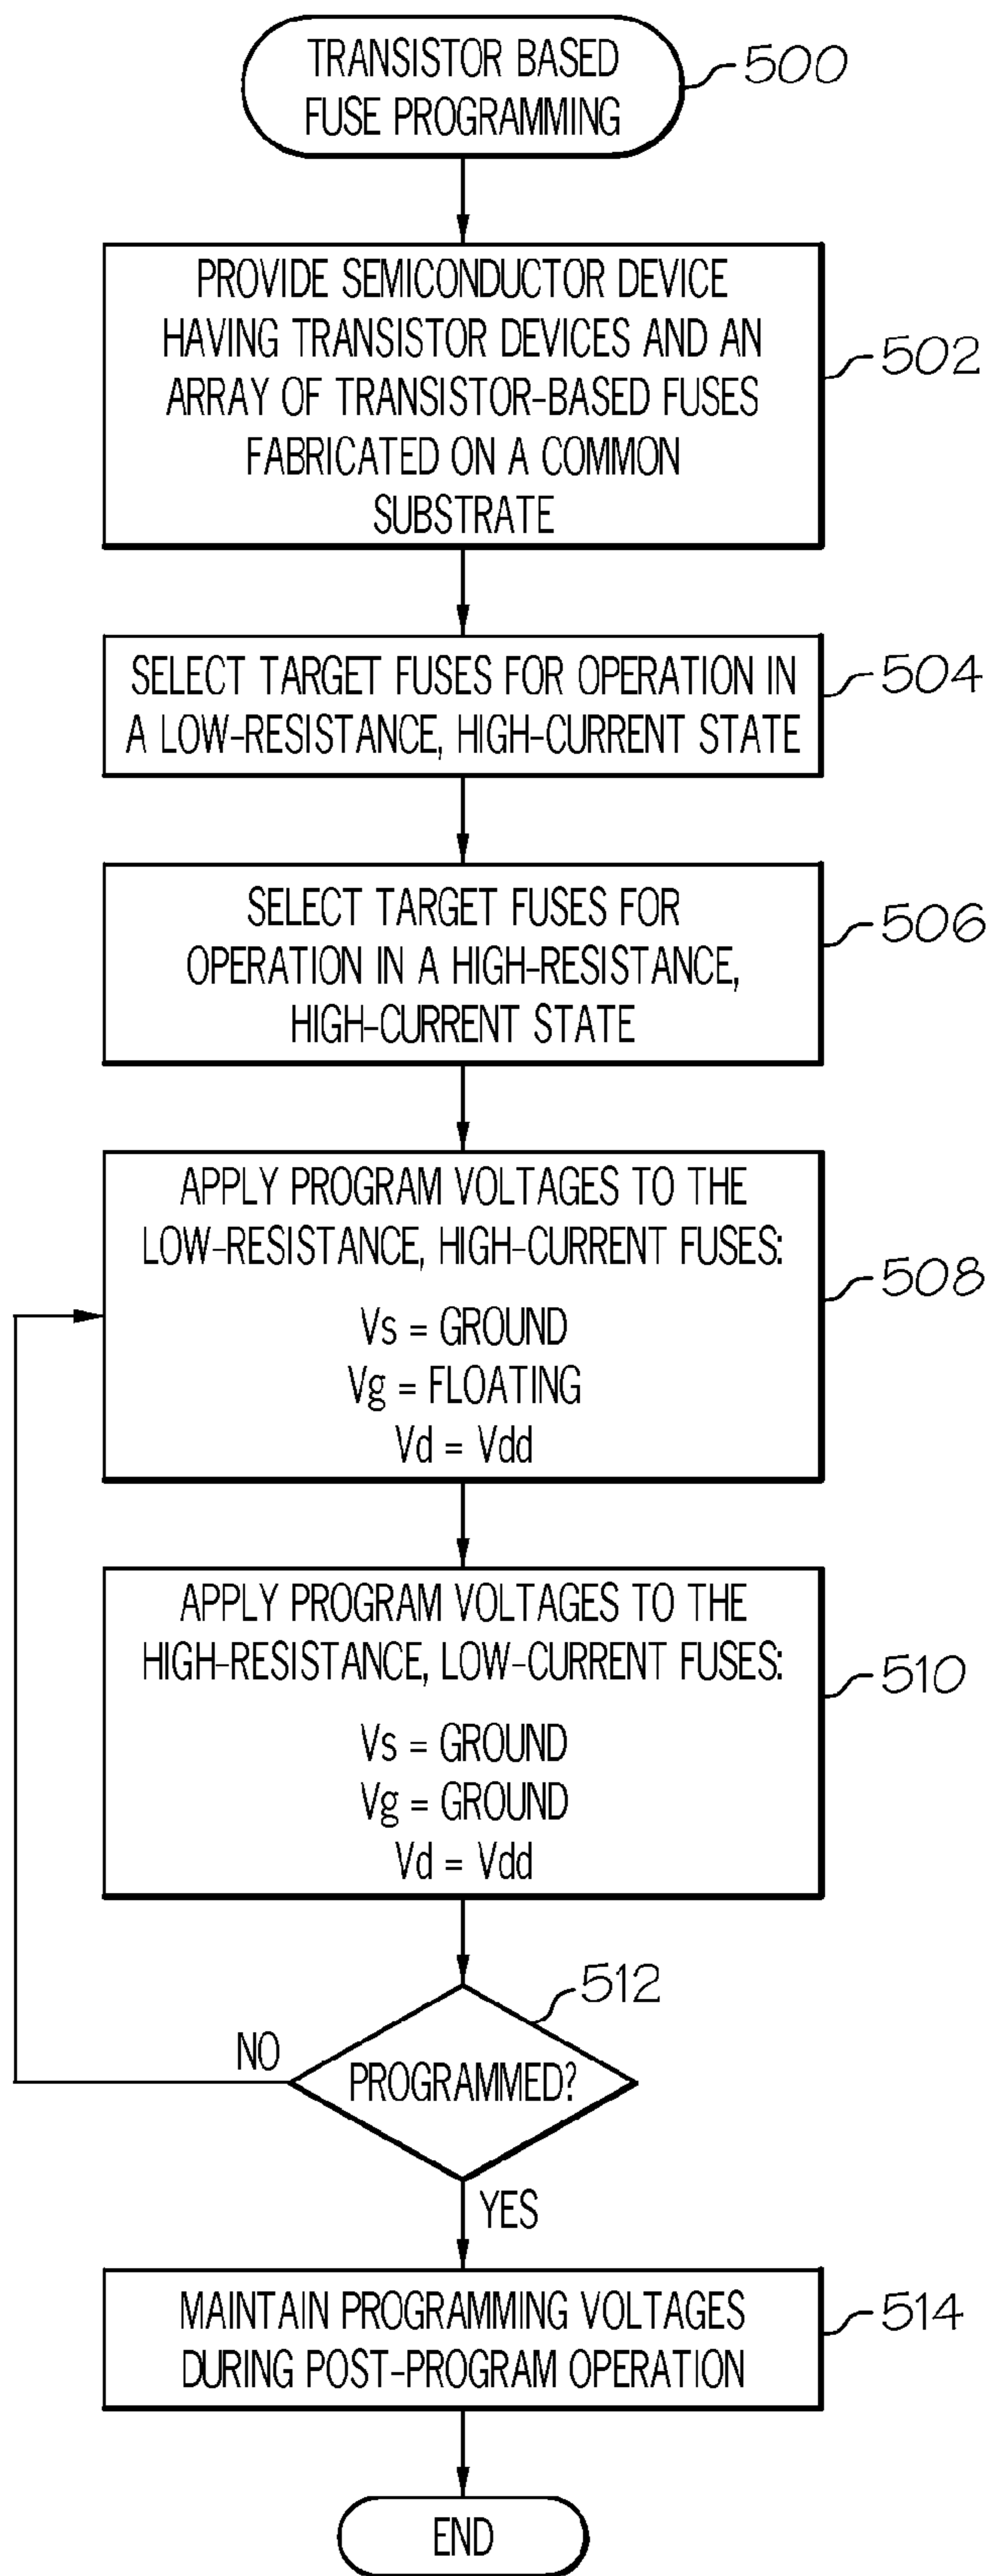 TRANSISTOR BASED
FUSE PROGRAMMING
500
PROVIDE SEMICONDUCTOR DEVICE
HAVING TRANSISTOR DEVICES AND AN
ARRAY OF TRANSISTOR-BASED FUSES
FABRICATED ON A COMMON
SUBSTRATE
502
SELECT TARGET FUSES FOR OPERATION IN
A LOW-RESISTANCE, HIGH-CURRENT STATE
504
SELECT TARGET FUSES FOR
OPERATION IN A HIGH-RESISTANCE,
HIGH-CURRENT STATE
506
APPLY PROGRAM VOLTAGES TO THE
LOW-RESISTANCE, HIGH-CURRENT FUSES:
Vs = GROUND
Vg = FLOATING
Vd = Vdd
508
APPLY PROGRAM VOLTAGES TO THE
HIGH-RESISTANCE, LOW-CURRENT FUSES:
Vs = GROUND
Vg = GROUND
Vd = Vdd
510
512
NO
PROGRAMMED?
YES
MAINTAIN PROGRAMMING VOLTAGES
DURING POST-PROGRAM OPERATION
514
END